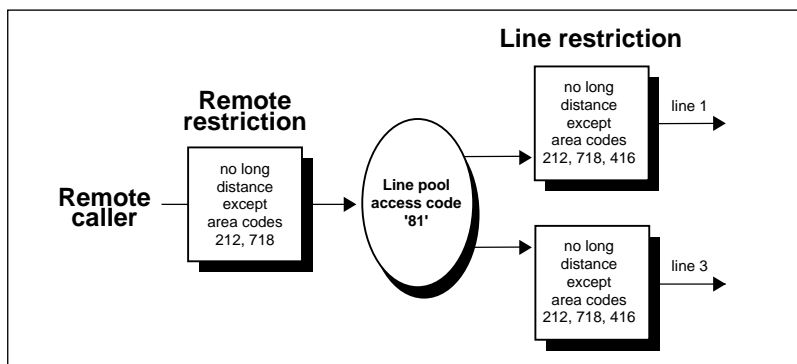 Line restriction
Remote
restriction
Remote
caller
no long
distance
except
area codes
212, 718
Line pool
access code
'81'
no long
distance
except
area codes
212, 718, 416
line 1
no long
distance
except
area codes
212, 718, 416
line 3